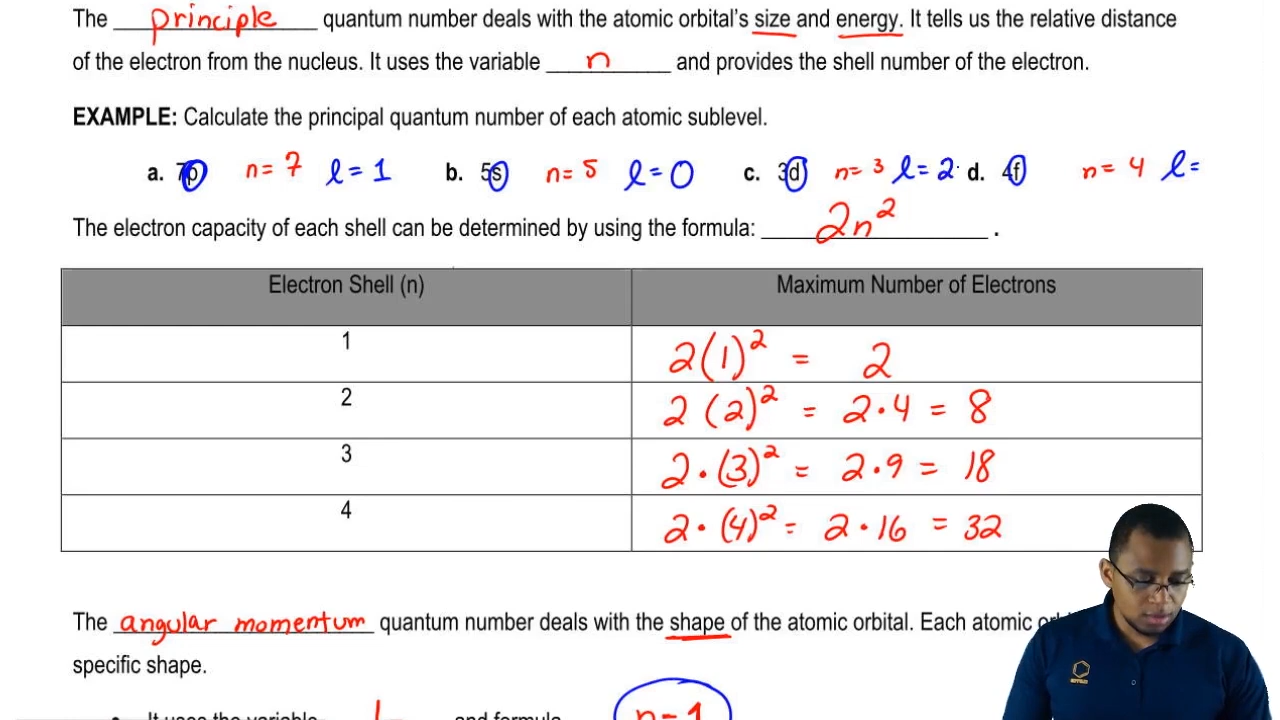 The principle quantum number deals with the atomic orbital's size and energy. It tells us the relative distance
of the electron from the nucleus. It uses the variable n and provides the shell number of the electron.
EXAMPLE: Calculate the principal quantum number of each atomic sublevel.
a. 7p n = 7 l = 1 b. 5s n = 5 l = 0 c. 3d n = 3 l = 2 d. 4f n = 4 l =
The electron capacity of each shell can be determined by using the formula: 2n² .
Electron Shell (n) Maximum Number of Electrons
1 2(1)² = 2
2 2 (2)² = 2 · 4 = 8
3 2 · (3)² = 2 · 9 = 18
4 2 · (4)² = 2 · 16 = 32
The angular momentum quantum number deals with the shape of the atomic orbital. Each atomic
specific shape.
• It uses the variable l and formula n - 1